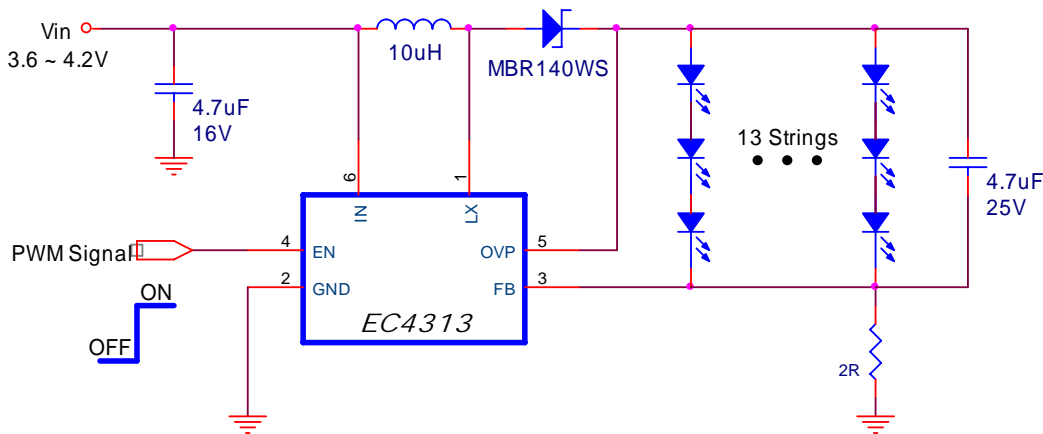 Vin
3.6 ~ 4.2V
10uH
MBR140WS
4.7uF
16V
13 Strings
4.7uF
25V
6
1
IN
LX
PWM Signal
4
EN
OVP
5
2
GND
FB
3
EC4313
ON
OFF
2R